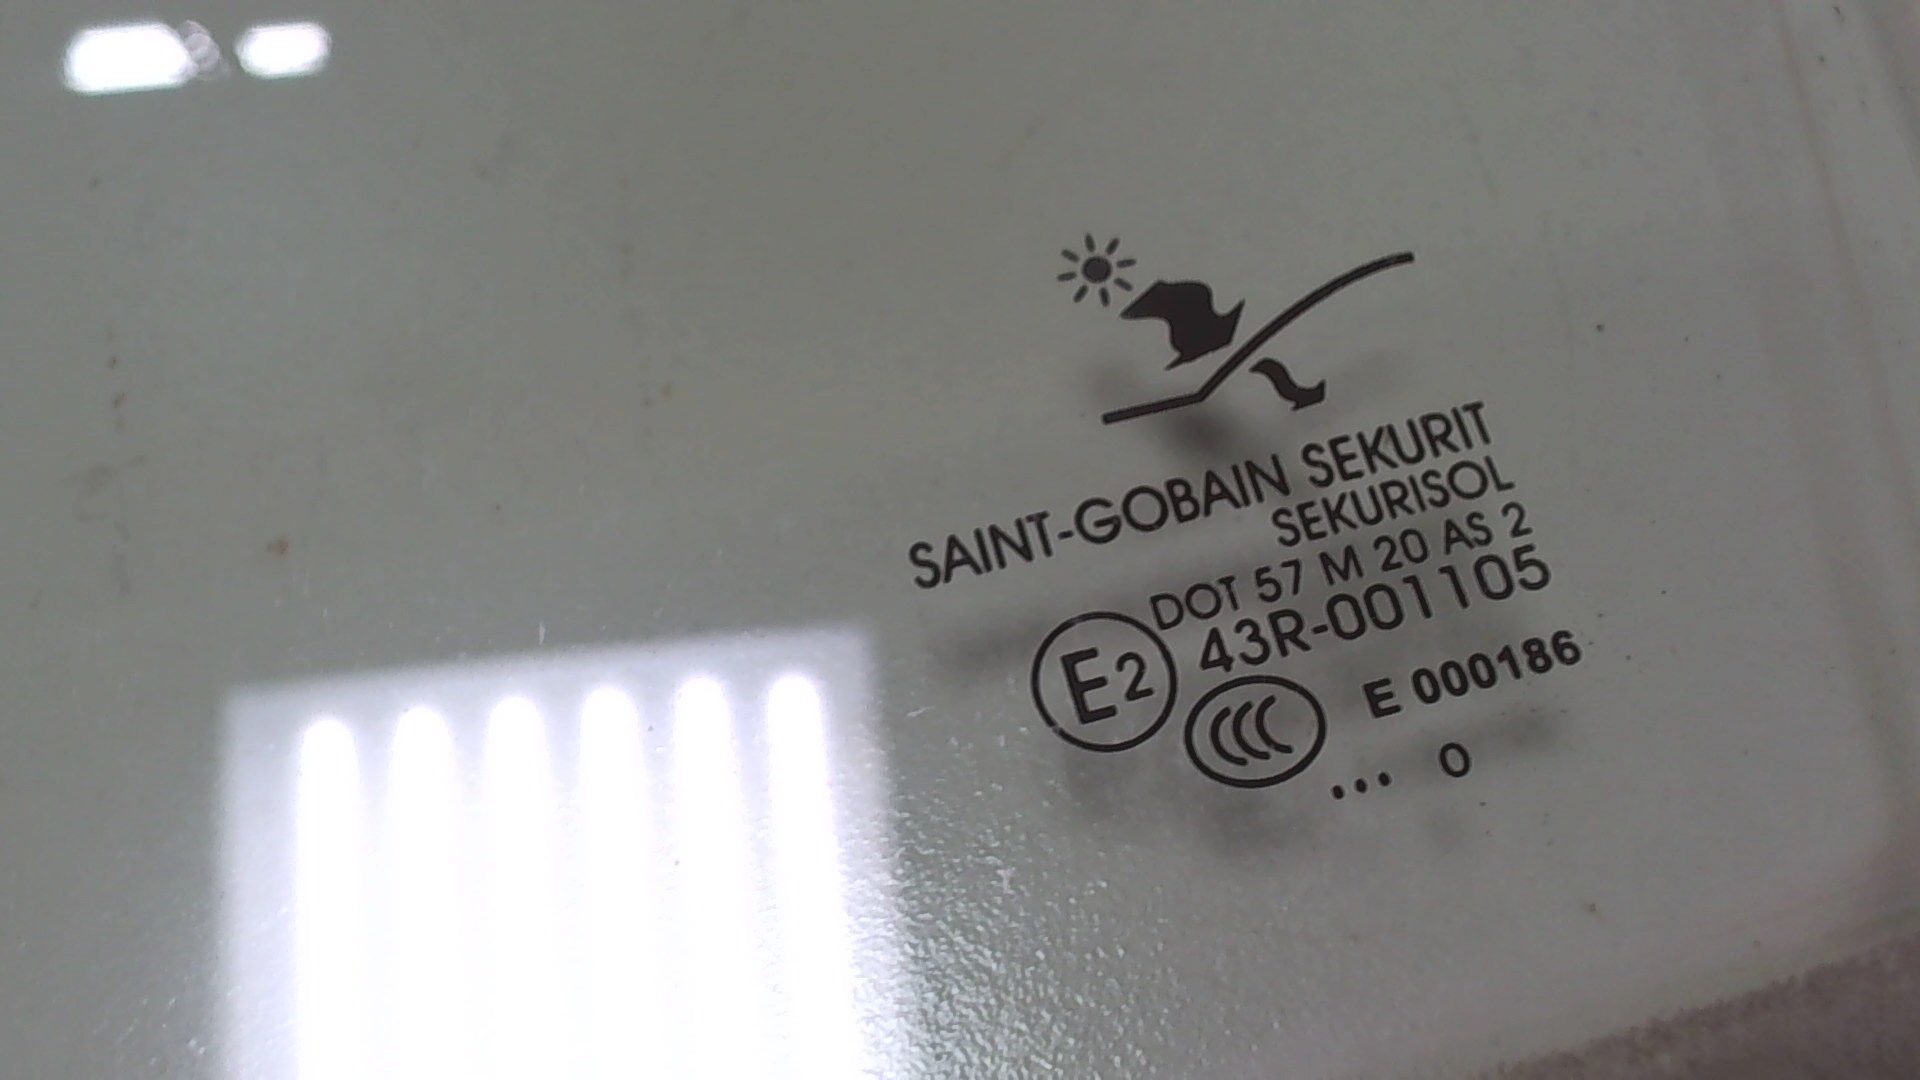 SAINT-GOBAIN SEKURIT
SEKURISOL
DOT 57 M 20 AS 2
E2 43R-001105
CCC E 000186
... 0